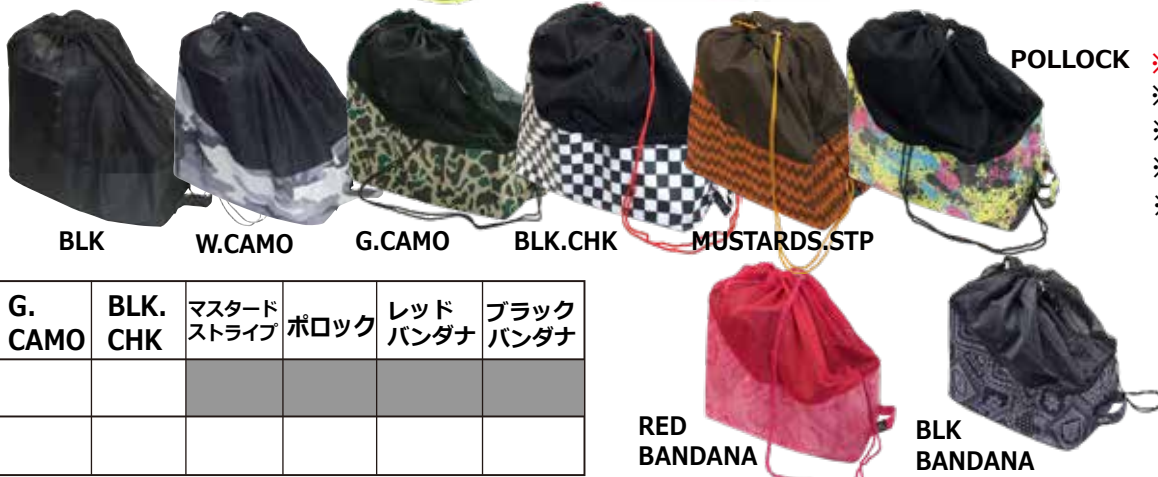 POLLOCK
※
※
※
※
※
BLK
W.CAMO
G.CAMO
BLK.CHK
MUSTARDS.STP
G.
CAMO
BLK.
CHK
マスタード
ストライプ
ポロック
レッド
バンダナ
ブラック
バンダナ
RED
BANDANA
BLK
BANDANA